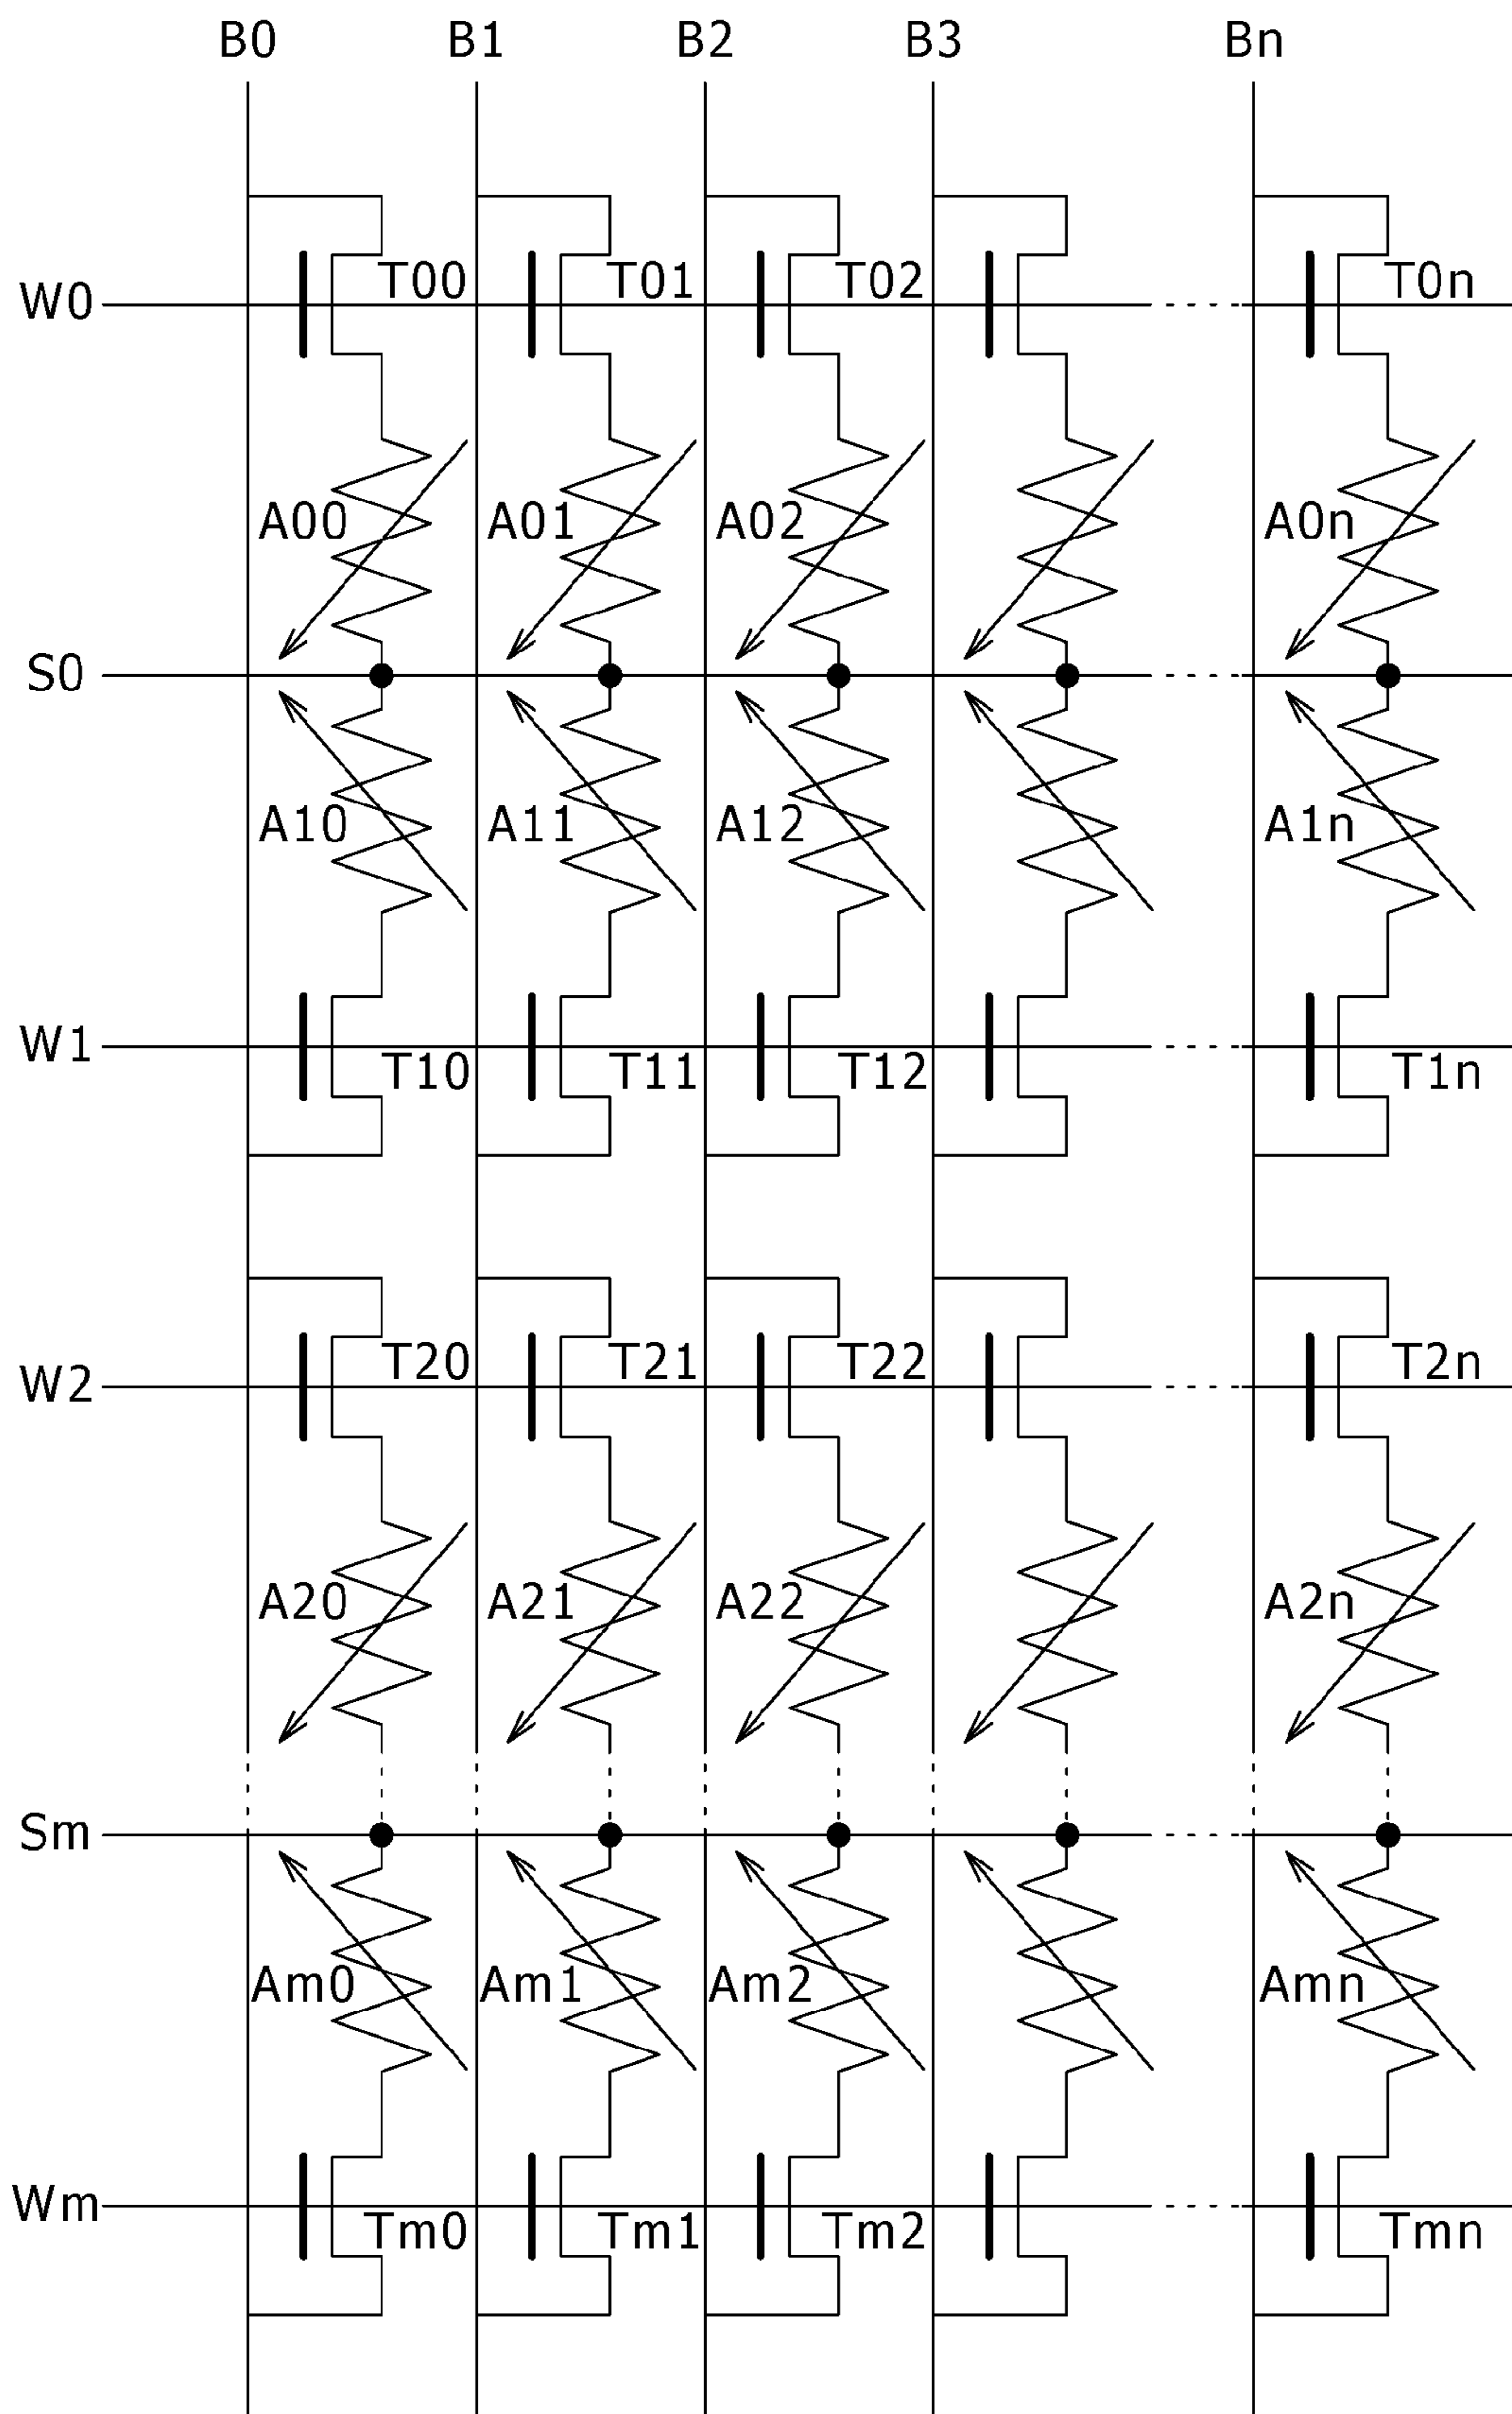 B0 B1 B2 B3 Bn
T00 T01 T02 T0n
W0
A00 A01 A02 A0n
S0
A10 A11 A12 A1n
W1
T10 T11 T12 T1n
T20 T21 T22 T2n
W2
A20 A21 A22 A2n
Sm
Am0 Am1 Am2 Amn
Wm
Tm0 Tm1 Tm2 Tmn